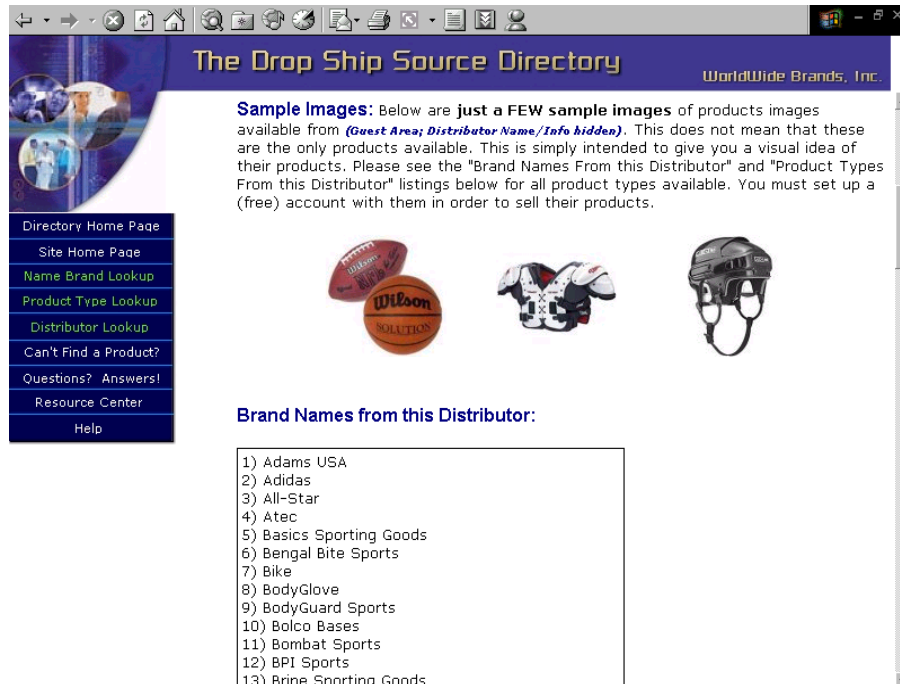 The Drop Ship Source Directory
WorldWide Brands, Inc.
Directory Home Page
Site Home Page
Name Brand Lookup
Product Type Lookup
Distributor Lookup
Can't Find a Product?
Questions? Answers!
Resource Center
Help
Sample Images: Below are just a FEW sample images of products images
available from (Guest Area; Distributor Name/Info hidden). This does not mean that these
are the only products available. This is simply intended to give you a visual idea of
their products. Please see the "Brand Names From this Distributor" and "Product Types
From this Distributor" listings below for all product types available. You must set up a
(free) account with them in order to sell their products.
Wilson
Wilson
SOLUTION
Brand Names from this Distributor:
1) Adams USA
2) Adidas
3) All-Star
4) Atec
5) Basics Sporting Goods
6) Bengal Bite Sports
7) Bike
8) BodyGlove
9) BodyGuard Sports
10) Bolco Bases
11) Bombat Sports
12) BPI Sports
13) Brine Sporting Goods